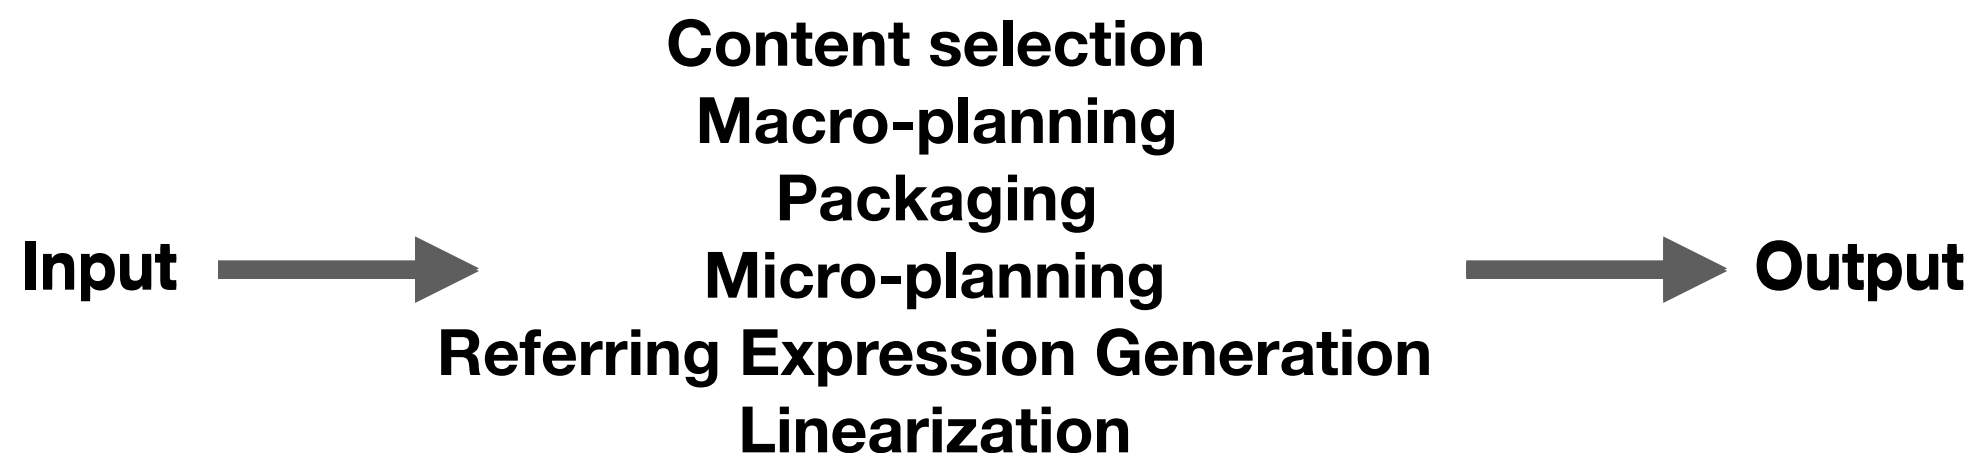 Content selection
Macro-planning
Packaging
Input
Micro-planning
Output
Referring Expression Generation
Linearization